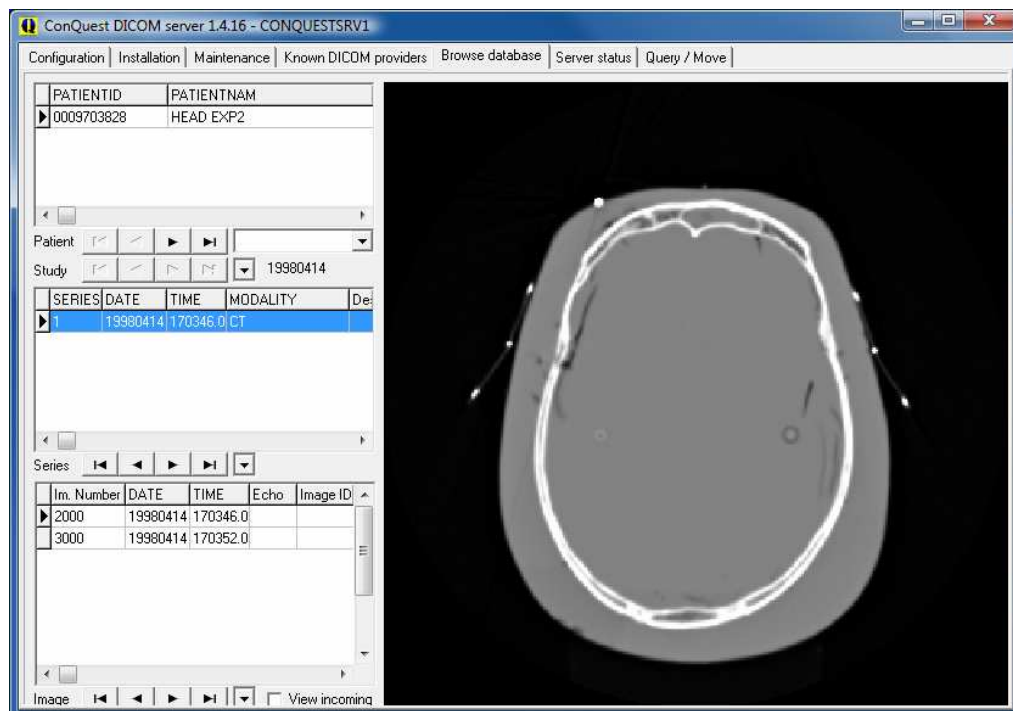 ConQuest DICOM server 1.4.16 - CONQUESTSRV1
Configuration Installation Maintenance Known DICOM providers Browse database Server status Query / Move
PATIENTID PATIENTNAM
0009703828 HEAD EXP2
Patient
Study 19980414
SERIES DATE TIME MODALITY De
1 19980414 170346.0 CT
Series
Im. Number DATE TIME Echo Image ID
2000 19980414 170346.0
3000 19980414 170352.0
Image View incoming